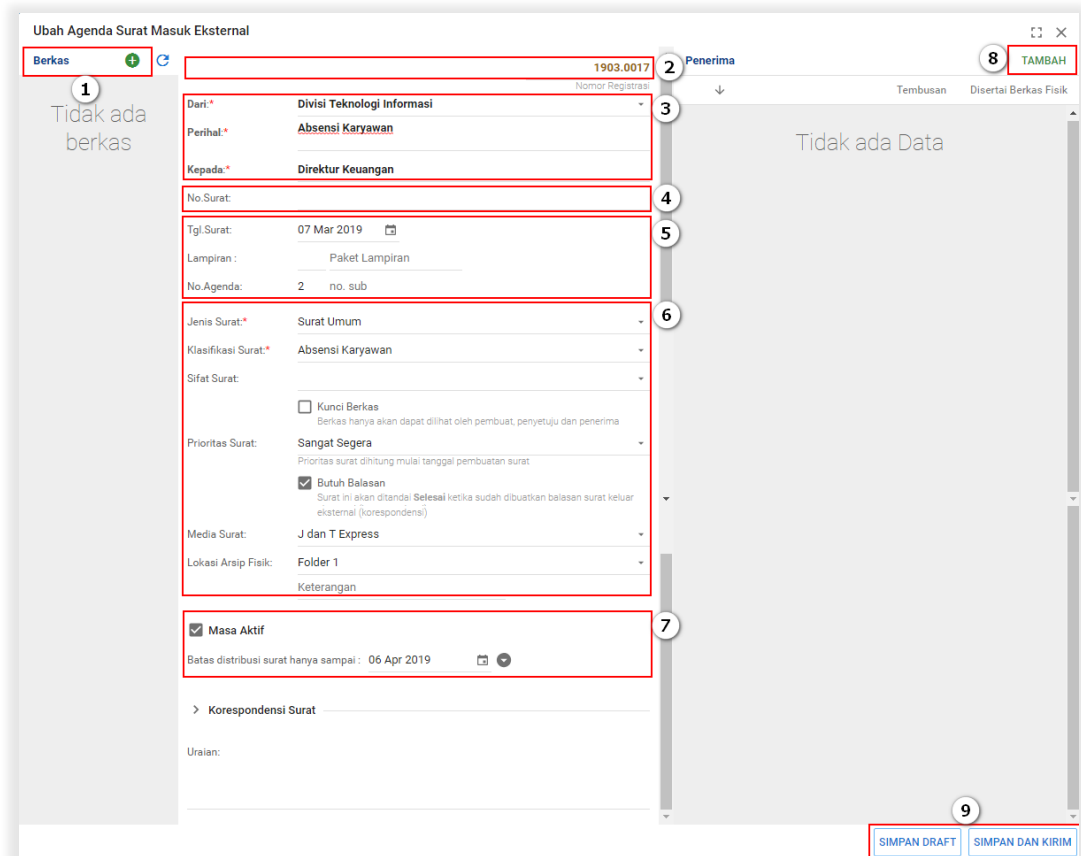 Ubah Agenda Surat Masuk Eksternal
Berkas
1
Tidak ada
berkas
1903.0017
2
Nomor Registrasi
Dari:*
Divisi Teknologi Informasi
3
Perihal:*
Absensi Karyawan
Kepada:*
Direktur Keuangan
No.Surat:
4
Tgl.Surat:
07 Mar 2019
5
Lampiran :
Paket Lampiran
No.Agenda:
2
no. sub
6
Jenis Surat:*
Surat Umum
Klasifikasi Surat:*
Absensi Karyawan
Sifat Surat:
Kunci Berkas
Berkas hanya akan dapat dilihat oleh pembuat, penyetuju dan penerima
Prioritas Surat:
Sangat Segera
Prioritas surat dihitung mulai tanggal pembuatan surat
Butuh Balasan
Surat ini akan ditandai Selesai ketika sudah dibuatkan balasan surat keluar
eksternal (korespondensi)
Media Surat:
J dan T Express
Lokasi Arsip Fisik:
Folder 1
Keterangan
7
Masa Aktif
Batas distribusi surat hanya sampai :
06 Apr 2019
Korespondensi Surat
Uraian:
Penerima
8
TAMBAH
Tembusan
Disertai Berkas Fisik
Tidak ada Data
9
SIMPAN DRAFT
SIMPAN DAN KIRIM